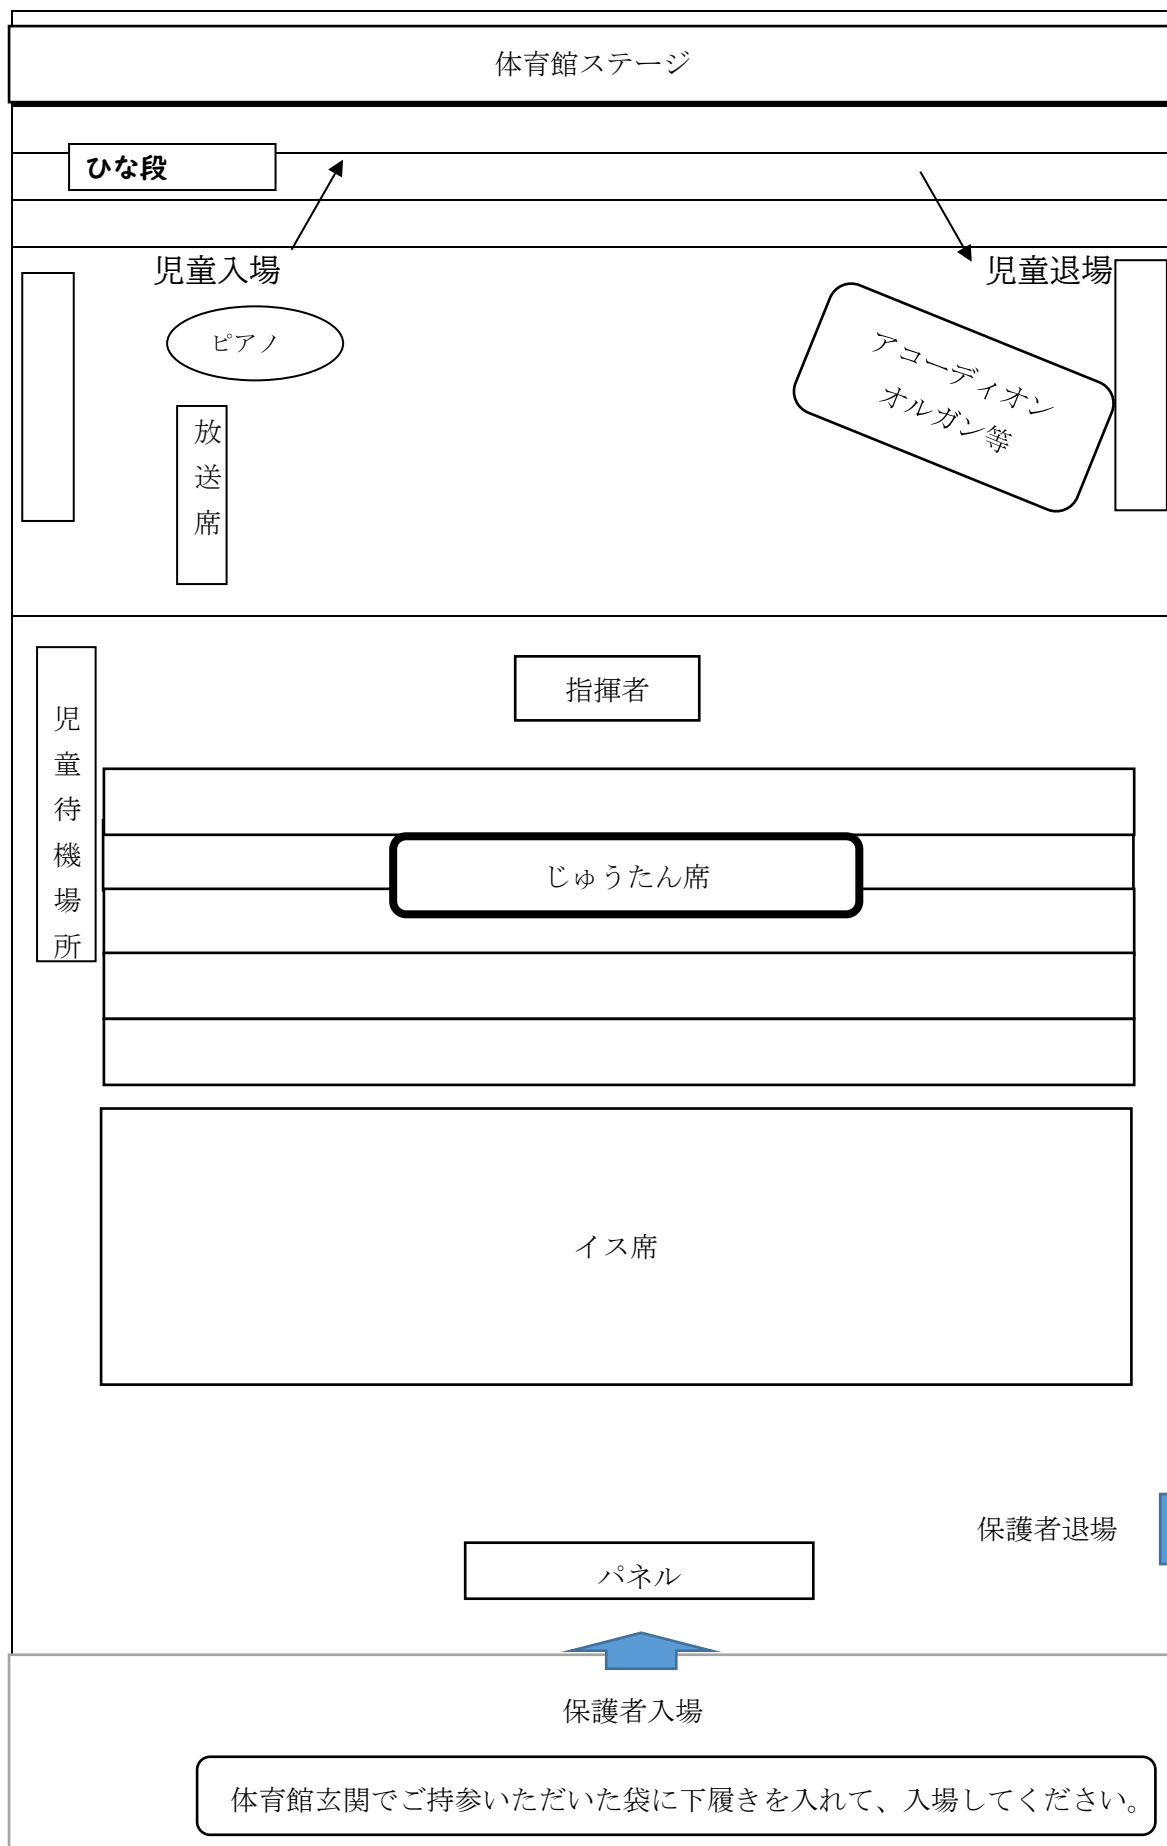 体育館ステージ
ひな段
児童入場
児童退場
ピアノ
アコーディオン
オルガン等
放送席
指揮者
児童待機場所
じゅうたん席
イス席
保護者退場
パネル
保護者入場
体育館玄関でご持参いただいた袋に下履きを入れて、入場してください。